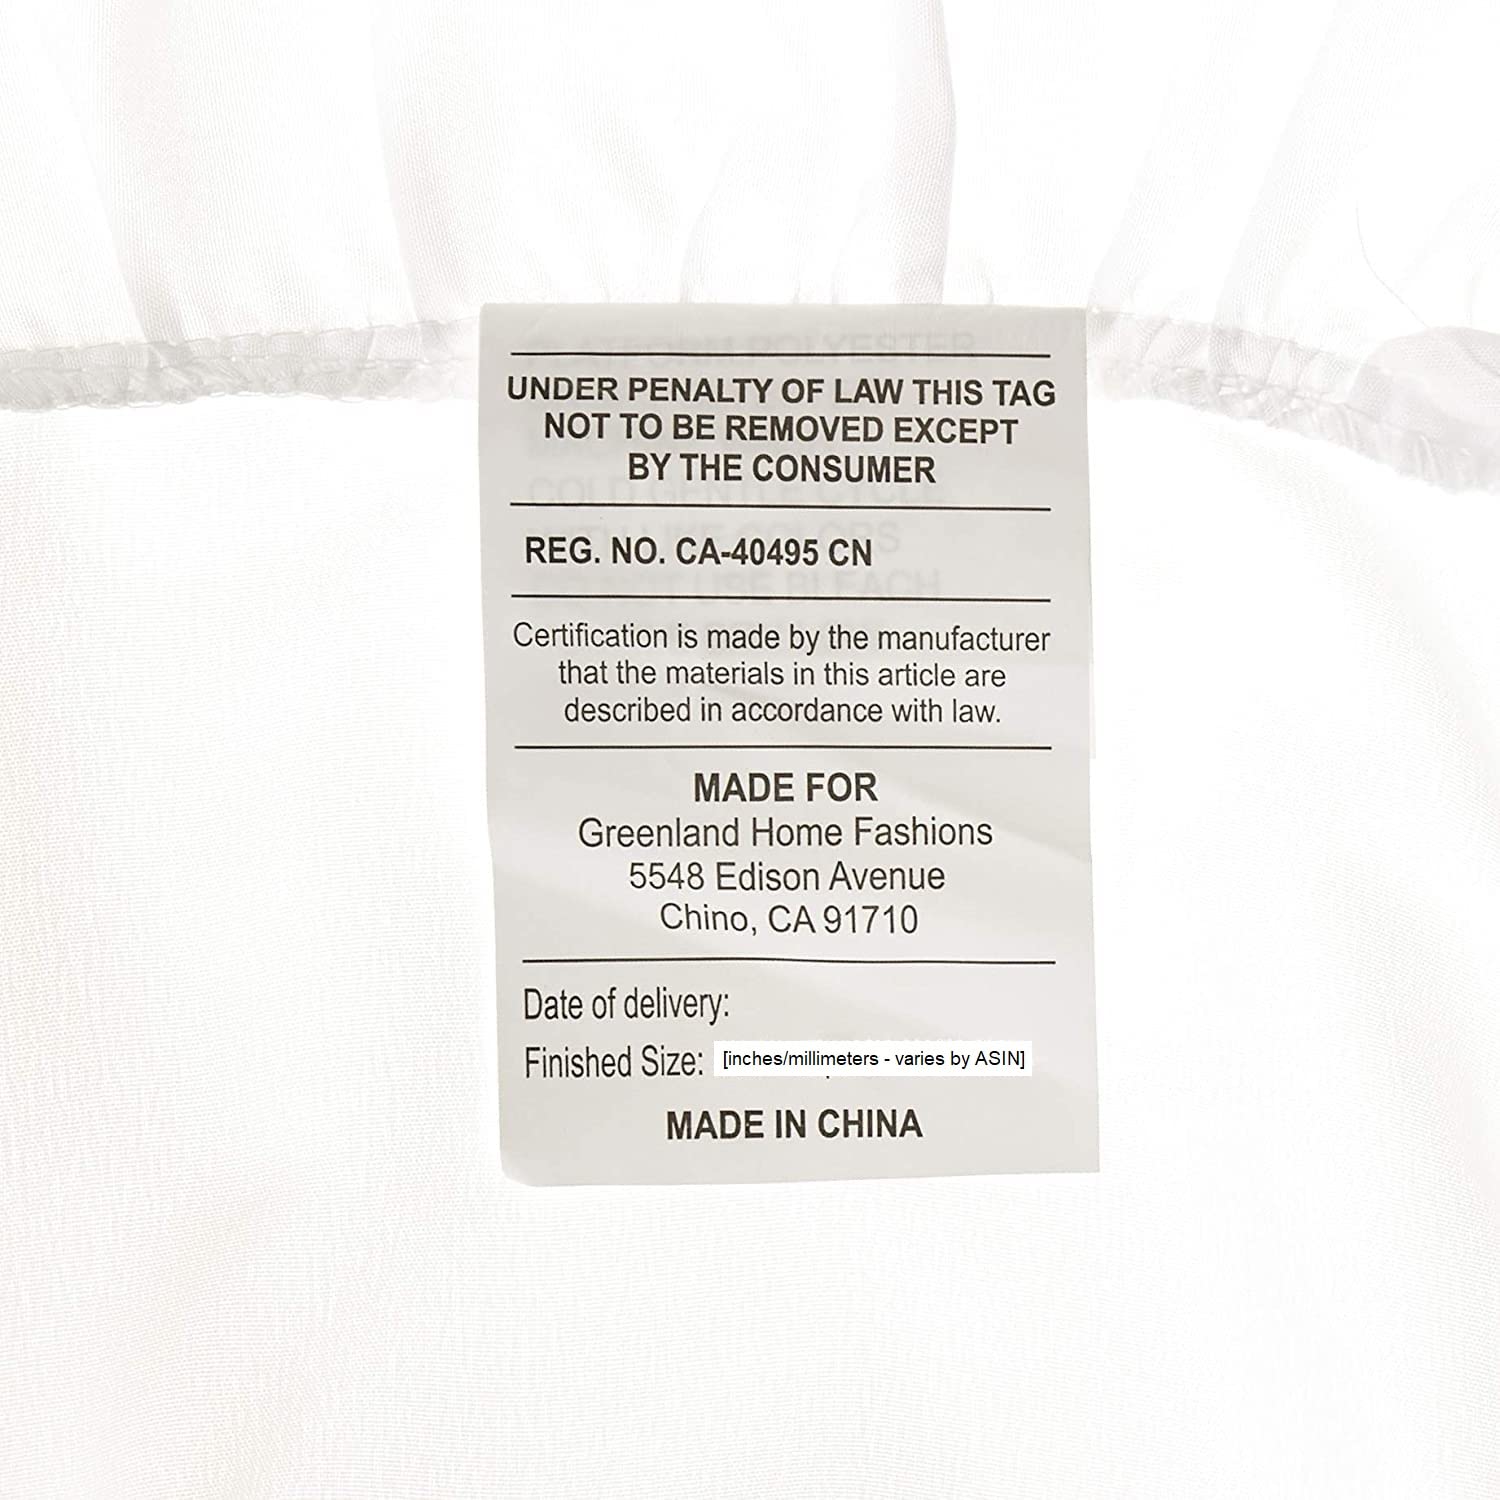 UNDER PENALTY OF LAW THIS TAG
NOT TO BE REMOVED EXCEPT
BY THE CONSUMER
REG. NO. CA-40495 CN
Certification is made by the manufacturer
that the materials in this article are
described in accordance with law.
MADE FOR
Greenland Home Fashions
5548 Edison Avenue
Chino, CA 91710
Date of delivery:
Finished Size: [inches/millimeters - varies by ASIN]
MADE IN CHINA